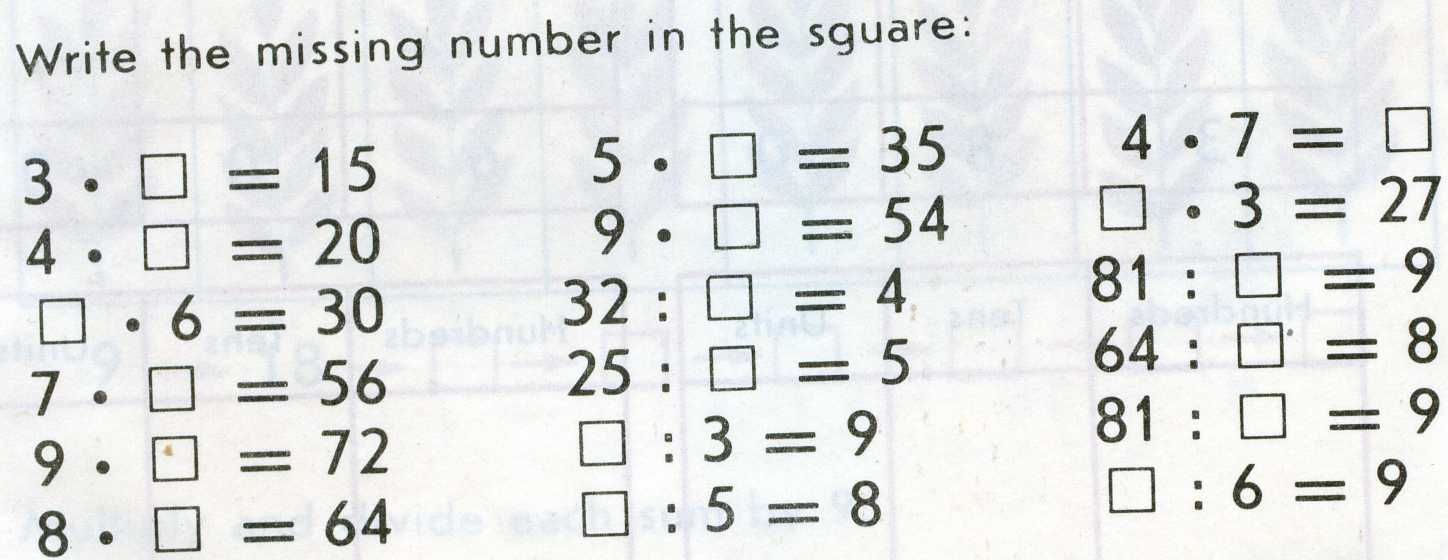 Write the missing number in the sguare:
3 · □ = 15
4 · □ = 20
□ · 6 = 30
7 · □ = 56
9 · □ = 72
8 · □ = 64
5 · □ = 35
9 · □ = 54
32 : □ = 4
25 : □ = 5
□ : 3 = 9
□ : 5 = 8
4 · 7 = □
□ · 3 = 27
81 : □ = 9
64 : □ = 8
81 : □ = 9
□ : 6 = 9